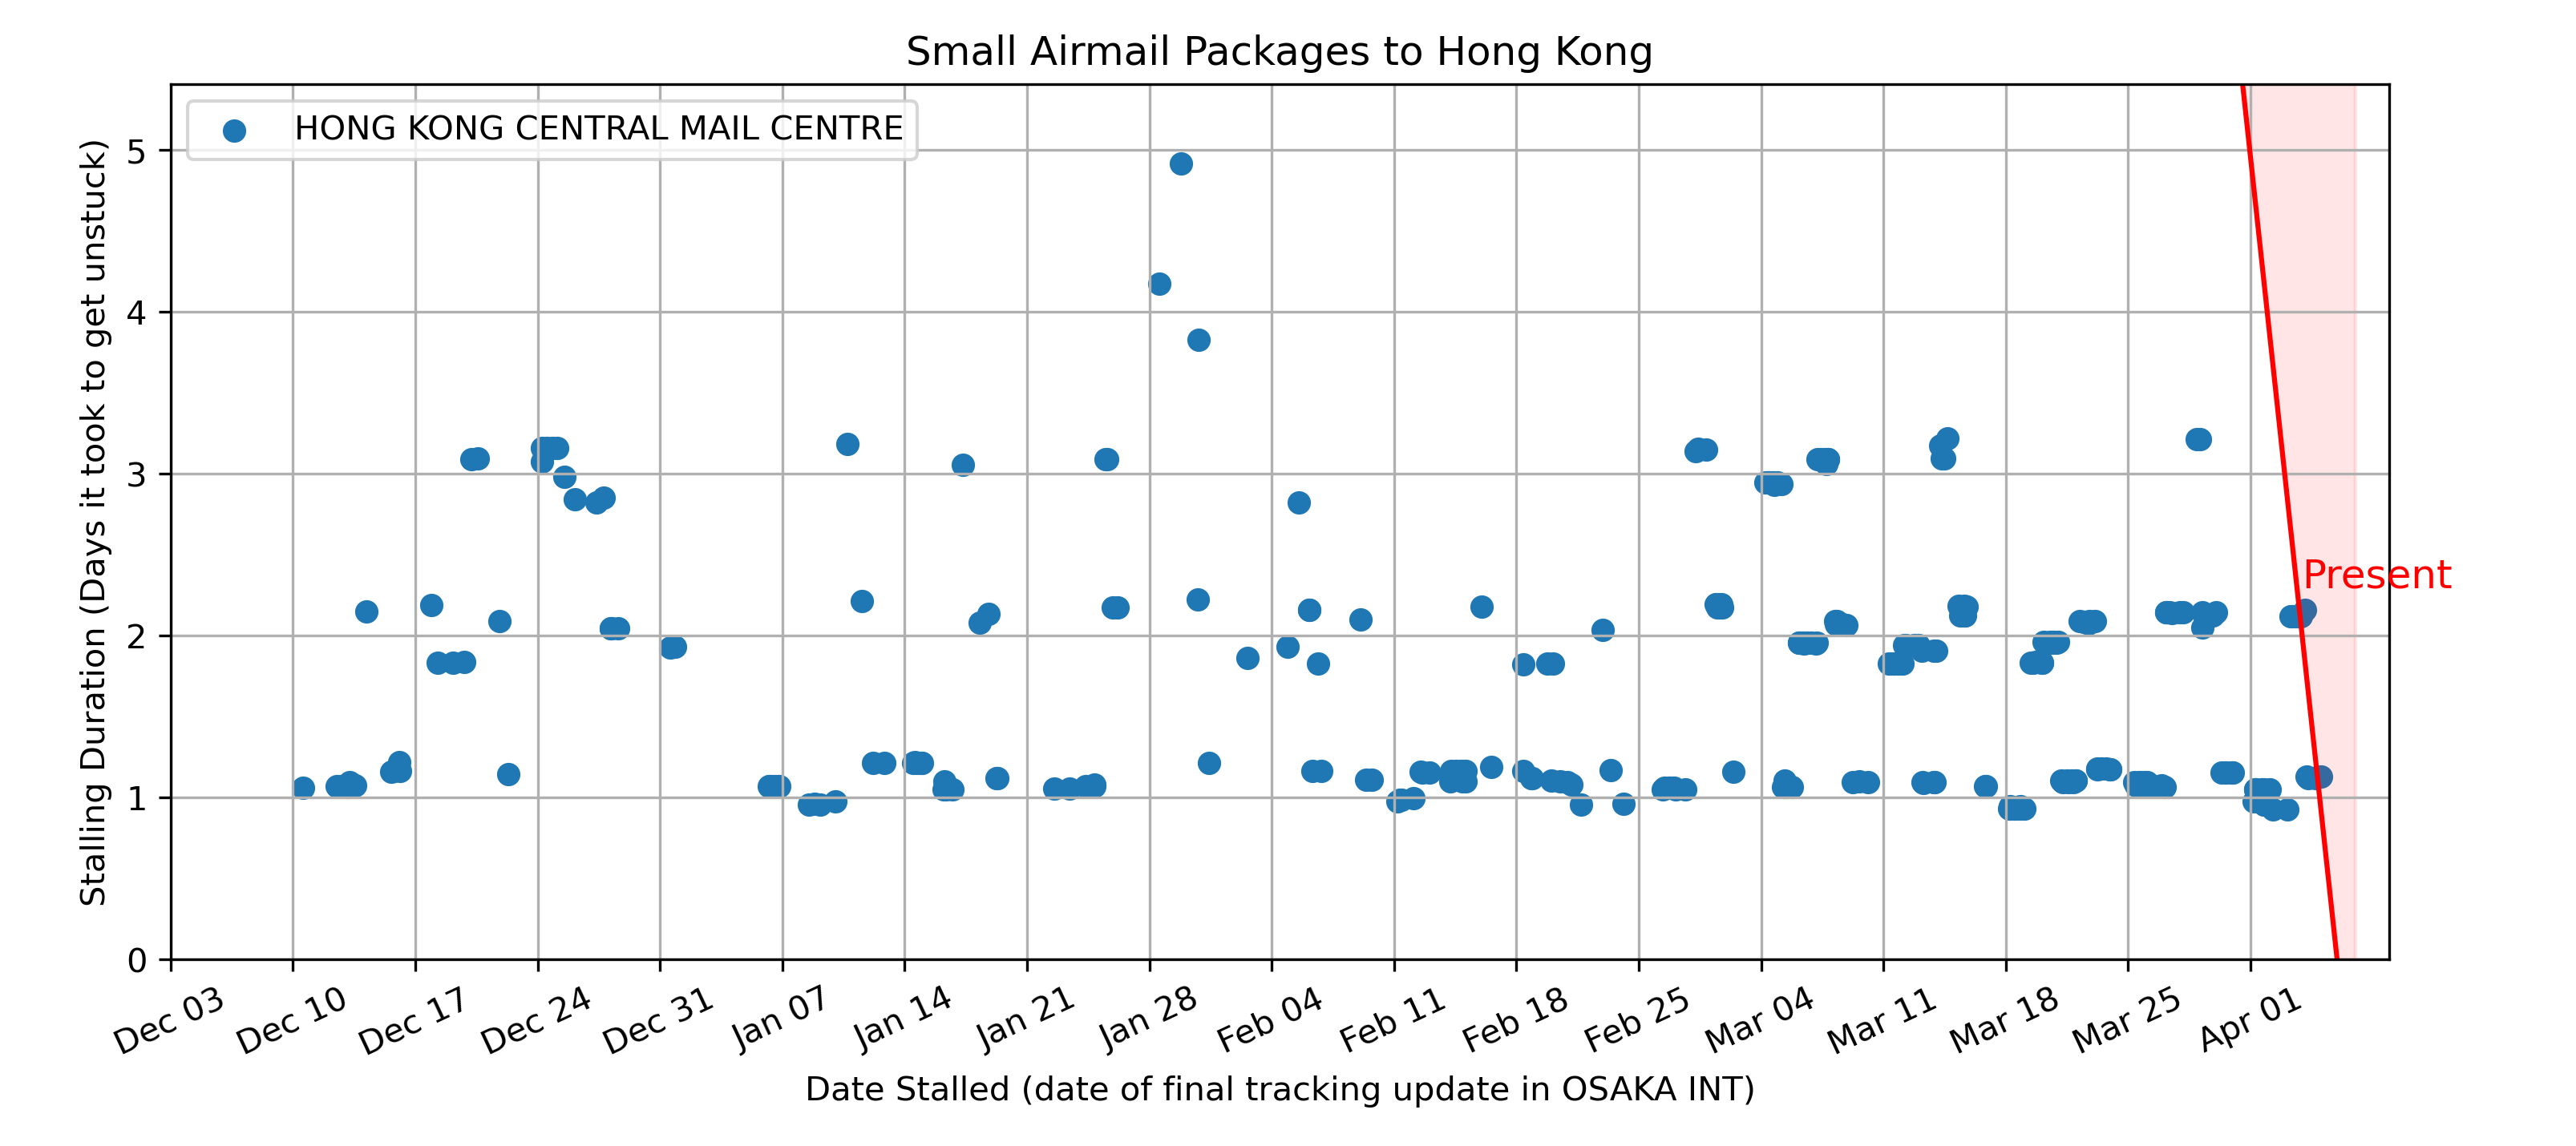 Small Airmail Packages to Hong Kong
HONG KONG CENTRAL MAIL CENTRE
Stalling Duration (Days it took to get unstuck)
5
4
3
2
1
0
Present
Dec 03
Dec 10
Dec 17
Dec 24
Dec 31
Jan 07
Jan 14
Jan 21
Jan 28
Feb 04
Feb 11
Feb 18
Feb 25
Mar 04
Mar 11
Mar 18
Mar 25
Apr 01
Date Stalled (date of final tracking update in OSAKA INT)